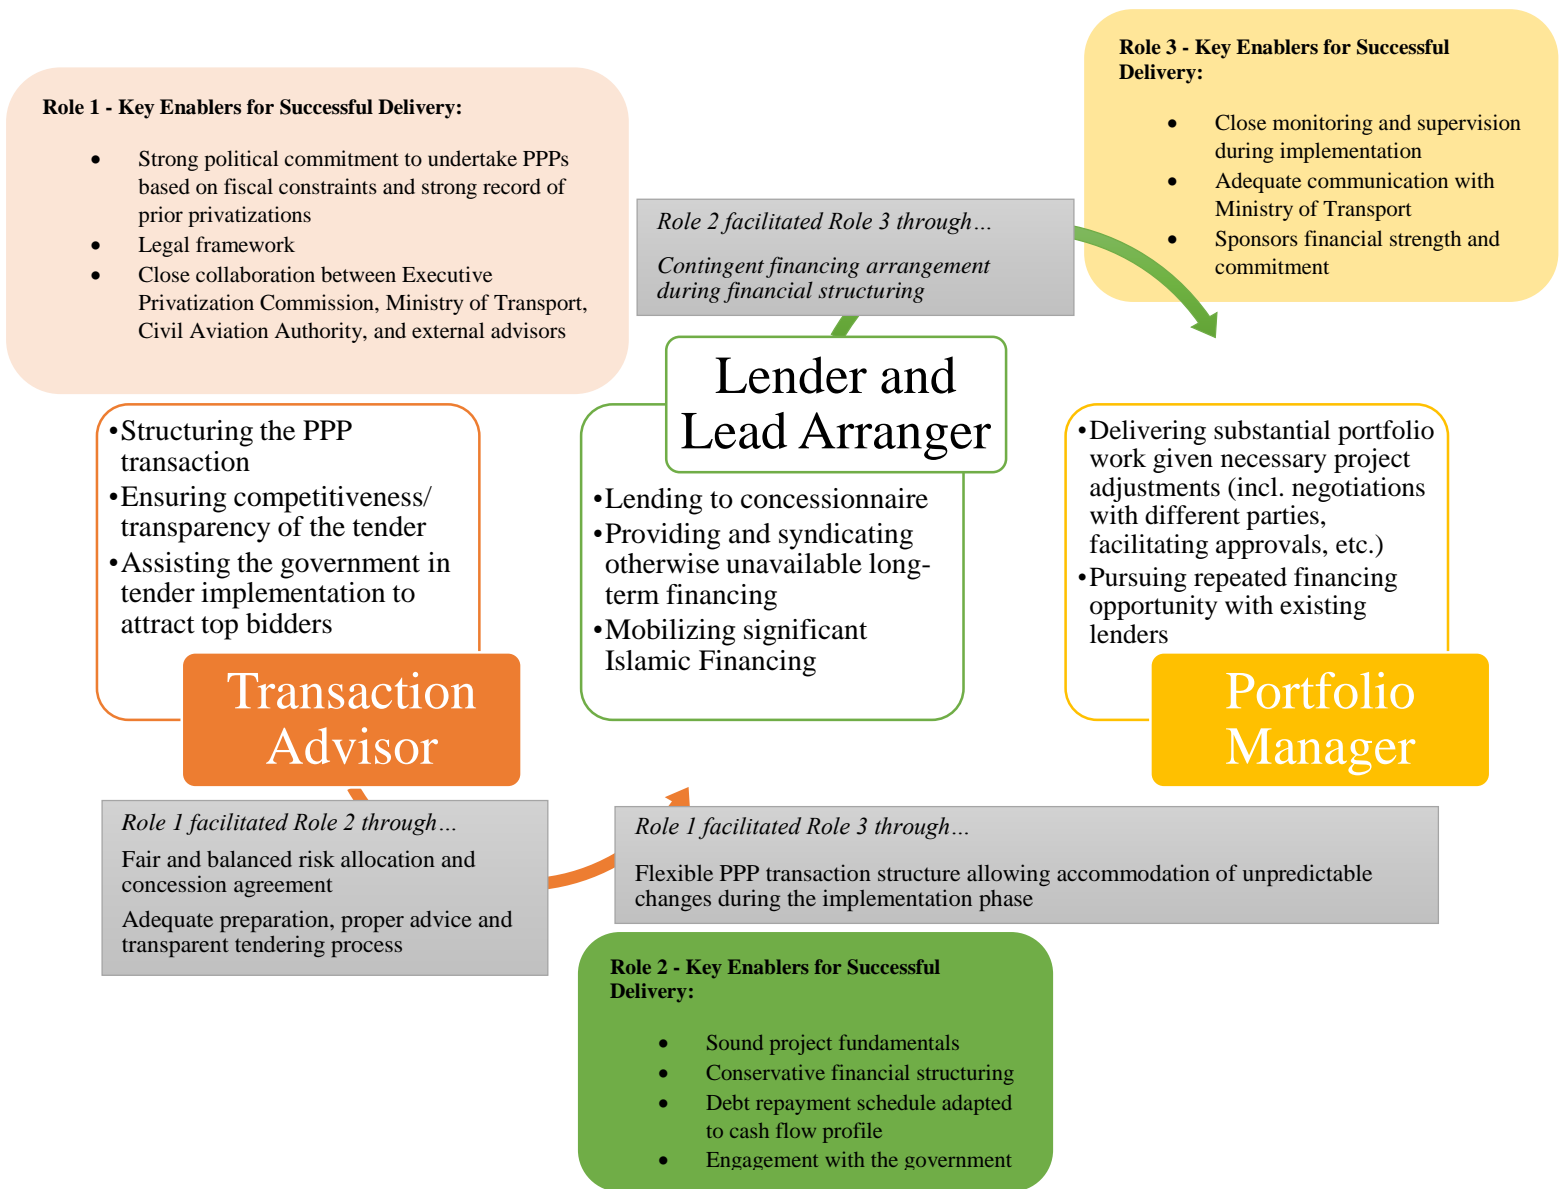 Role 1 - Key Enablers for Successful Delivery:
• Strong political commitment to undertake PPPs
based on fiscal constraints and strong record of
prior privatizations
• Legal framework
• Close collaboration between Executive
Privatization Commission, Ministry of Transport,
Civil Aviation Authority, and external advisors
Role 2 facilitated Role 3 through…
Contingent financing arrangement
during financial structuring
Role 3 - Key Enablers for Successful
Delivery:
• Close monitoring and supervision
during implementation
• Adequate communication with
Ministry of Transport
• Sponsors financial strength and
commitment
•Structuring the PPP
transaction
•Ensuring competitiveness/
transparency of the tender
•Assisting the government in
tender implementation to
attract top bidders
Transaction
Advisor
Lender and
Lead Arranger
•Lending to concessionnaire
•Providing and syndicating
otherwise unavailable long-
term financing
•Mobilizing significant
Islamic Financing
•Delivering substantial portfolio
work given necessary project
adjustments (incl. negotiations
with different parties,
facilitating approvals, etc.)
•Pursuing repeated financing
opportunity with existing
lenders
Portfolio
Manager
Role 1 facilitated Role 2 through…
Fair and balanced risk allocation and
concession agreement
Adequate preparation, proper advice and
transparent tendering process
Role 1 facilitated Role 3 through…
Flexible PPP transaction structure allowing accommodation of unpredictable
changes during the implementation phase
Role 2 - Key Enablers for Successful
Delivery:
• Sound project fundamentals
• Conservative financial structuring
• Debt repayment schedule adapted
to cash flow profile
• Engagement with the government